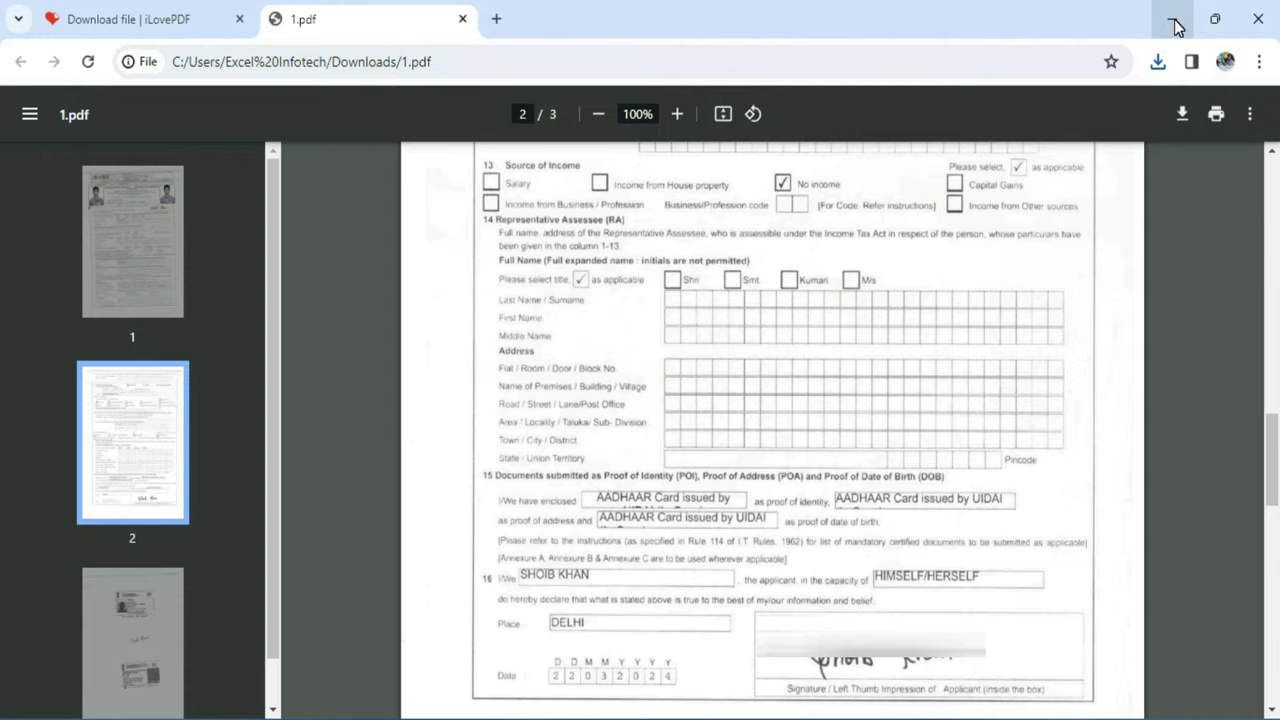 Download file | iLovePDF
1.pdf
File C:/Users/Excel%20Infotech/Downloads/1.pdf
1.pdf
2 / 3
100%
1
2
13 Source of Income
Please select, ✓ as applicable
Salary
Income from House property
✓ No income
Capital Gains
Income from Business / Profession
Business/Profession code
[For Code: Refer instructions]
Income from Other sources
14 Representative Assessee (RA)
Full name, address of the Representative Assessee, who is assessible under the Income Tax Act in respect of the person, whose particulars have
been given in the column 1-13.
Full Name (Full expanded name : initials are not permitted)
Please select title, ✓ as applicable Shri Smt. Kumari M/s
Last Name / Surname
First Name
Middle Name
Address
Flat / Room / Door / Block No.
Name of Premises / Building / Village
Road / Street / Lane/Post Office
Area / Locality / Taluka/ Sub- Division
Town / City / District
State / Union Territory
Pincode
15 Documents submitted as Proof of Identity (POI), Proof of Address (POA) and Proof of Date of Birth (DOB)
I/We have enclosed AADHAAR Card issued by as proof of identity, AADHAAR Card issued by UIDAI
as proof of address and AADHAAR Card issued by UIDAI as proof of date of birth.
[Please refer to the instructions (as specified in Rule 114 of I.T. Rules, 1962) for list of mandatory certified documents to be submitted as applicable]
[Annexure A, Annexure B & Annexure C are to be used wherever applicable]
16 I/We SHOIB KHAN , the applicant, in the capacity of HIMSELF/HERSELF
do hereby declare that what is stated above is true to the best of my/our information and belief.
Place DELHI
D D M M Y Y Y Y
Date 2 2 0 3 2 0 2 4
Signature / Left Thumb Impression of Applicant (inside the box)